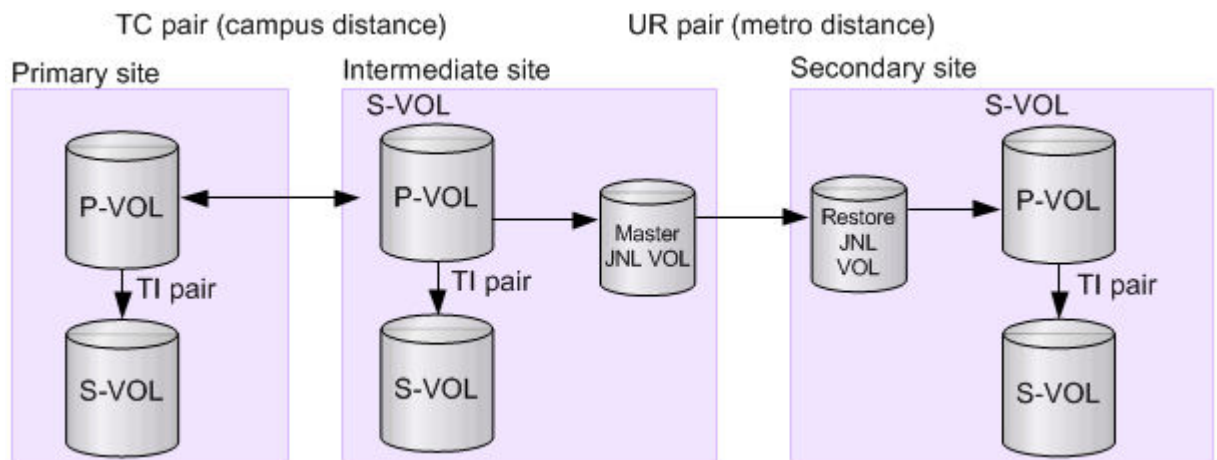 TC pair (campus distance)
UR pair (metro distance)
Primary site
Intermediate site
Secondary site
S-VOL
S-VOL
P-VOL
P-VOL
Master
JNL VOL
Restore
JNL
VOL
P-VOL
TI pair
TI pair
TI pair
S-VOL
S-VOL
S-VOL